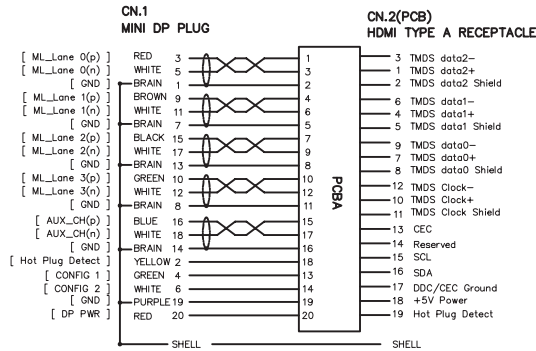 CN.1
MINI DP PLUG
CN.2(PCB)
HDMI TYPE A RECEPTACLE
[ ML_Lane 0(p) ] RED 3 1 3 TMDS data2-
[ ML_Lane 0(n) ] WHITE 5 3 1 TMDS data2+
[ GND ] BRAIN 1 2 2 TMDS data2 Shield
[ ML_Lane 1(p) ] BROWN 9 4 6 TMDS data1-
[ ML_Lane 1(n) ] WHITE 11 6 4 TMDS data1+
[ GND ] BRAIN 7 5 5 TMDS data1 Shield
[ ML_Lane 2(p) ] BLACK 15 7 9 TMDS data0-
[ ML_Lane 2(n) ] WHITE 17 9 7 TMDS data0+
[ GND ] BRAIN 13 8 8 TMDS data0 Shield
[ ML_Lane 3(p) ] GREEN 10 10 12 TMDS Clock-
[ ML_Lane 3(n) ] WHITE 12 12 10 TMDS Clock+
[ GND ] BRAIN 8 11 11 TMDS Clock Shield
[ AUX_CH(p) ] BLUE 16 15 13 CEC
[ AUX_CH(n) ] WHITE 18 17 14 Reserved
[ GND ] BRAIN 14 16 15 SCL
[ Hot Plug Detect ] YELLOW 2 18 16 SDA
[ CONFIG 1 ] GREEN 4 13 17 DDC/CEC Ground
[ CONFIG 2 ] WHITE 6 14 18 +5V Power
[ GND ] PURPLE 19 19 19 Hot Plug Detect
[ DP PWR ] RED 20 20
PCBA
SHELL SHELL